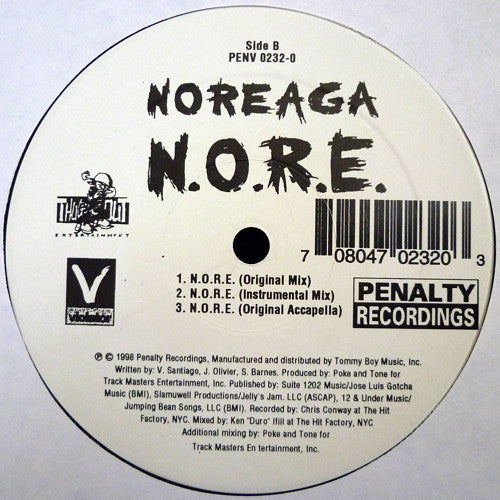 Side B
PENV 0232-0
NOREAGA
N.O.R.E.
THUGGED OUT
ENTERTAINMENT
V
Violator
7 08047 02320 3
1. N.O.R.E. (Original Mix)
2. N.O.R.E. (Instrumental Mix)
3. N.O.R.E. (Original Accapella)
PENALTY
RECORDINGS
℗ © 1998 Penalty Recordings, Manufactured and distributed by Tommy Boy Music, Inc.
Written by: V. Santiago, J. Olivier, S. Barnes. Produced by: Poke and Tone for
Track Masters Entertainment, Inc. Published by: Suite 1202 Music/Jose Luis Gotcha
Music (BMI), Slamuwell Productions/Jelly's Jam. LLC (ASCAP), 12 & Under Music/
Jumping Bean Songs, LLC (BMI). Recorded by: Chris Conway at The Hit
Factory, NYC. Mixed by: Ken "Duro" Ifill at The Hit Factory, NYC
Additional mixing by: Poke and Tone for
Track Masters En tertainment, Inc.